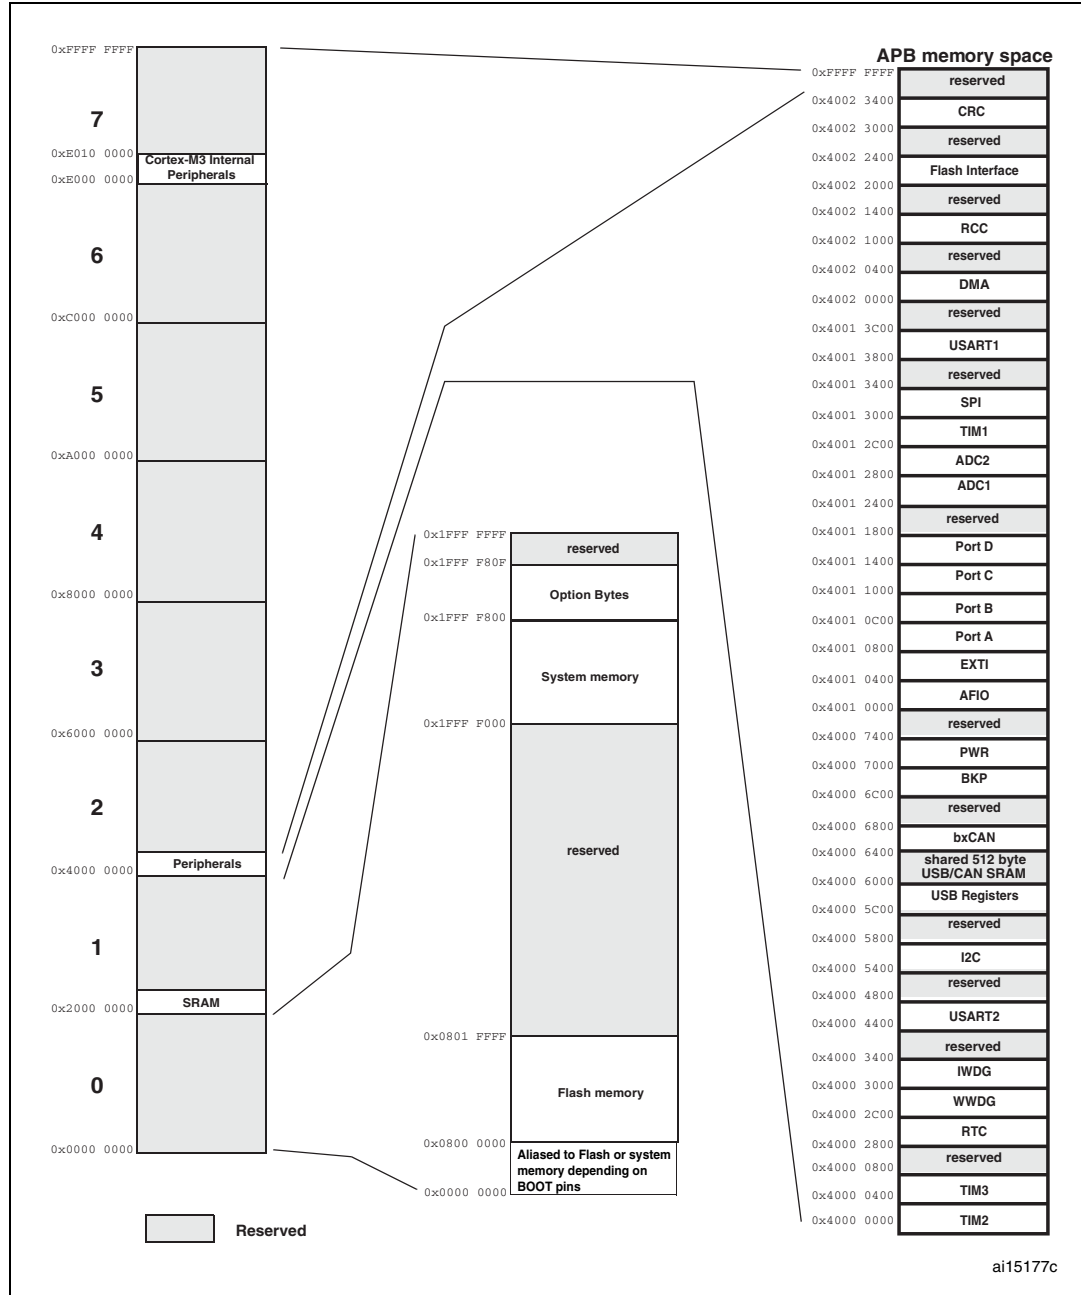 0xFFFF FFFF
7
0xE010 0000
Cortex-M3 Internal
Peripherals
0xE000 0000
6
0xC000 0000
5
0xA000 0000
4
0x8000 0000
3
0x6000 0000
2
Peripherals
0x4000 0000
1
SRAM
0x2000 0000
0
0x0000 0000
Reserved
0x1FFF FFFF
reserved
0x1FFF F80F
Option Bytes
0x1FFF F800
System memory
0x1FFF F000
reserved
0x0801 FFFF
Flash memory
0x0800 0000
Aliased to Flash or system
memory depending on
BOOT pins
0x0000 0000
APB memory space
0xFFFF FFFF
reserved
0x4002 3400
CRC
0x4002 3000
reserved
0x4002 2400
Flash Interface
0x4002 2000
reserved
0x4002 1400
RCC
0x4002 1000
reserved
0x4002 0400
DMA
0x4002 0000
reserved
0x4001 3C00
USART1
0x4001 3800
reserved
0x4001 3400
SPI
0x4001 3000
TIM1
0x4001 2C00
ADC2
0x4001 2800
ADC1
0x4001 2400
reserved
0x4001 1800
Port D
0x4001 1400
Port C
0x4001 1000
Port B
0x4001 0C00
Port A
0x4001 0800
EXTI
0x4001 0400
AFIO
0x4001 0000
reserved
0x4000 7400
PWR
0x4000 7000
BKP
0x4000 6C00
reserved
0x4000 6800
bxCAN
0x4000 6400
shared 512 byte
USB/CAN SRAM
0x4000 6000
USB Registers
0x4000 5C00
reserved
0x4000 5800
I2C
0x4000 5400
reserved
0x4000 4800
USART2
0x4000 4400
reserved
0x4000 3400
IWDG
0x4000 3000
WWDG
0x4000 2C00
RTC
0x4000 2800
reserved
0x4000 0800
TIM3
0x4000 0400
TIM2
0x4000 0000
ai15177c